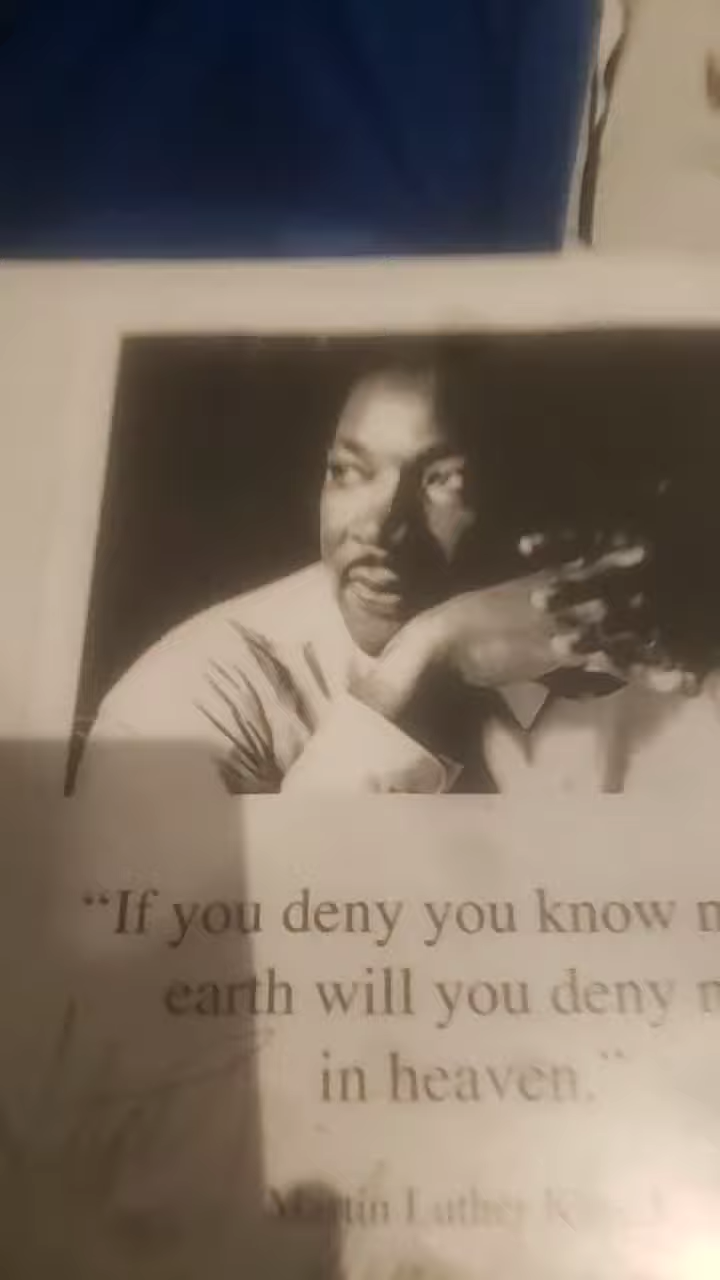 “If you deny you know
earth will you deny
in heaven.”
Martin Luther